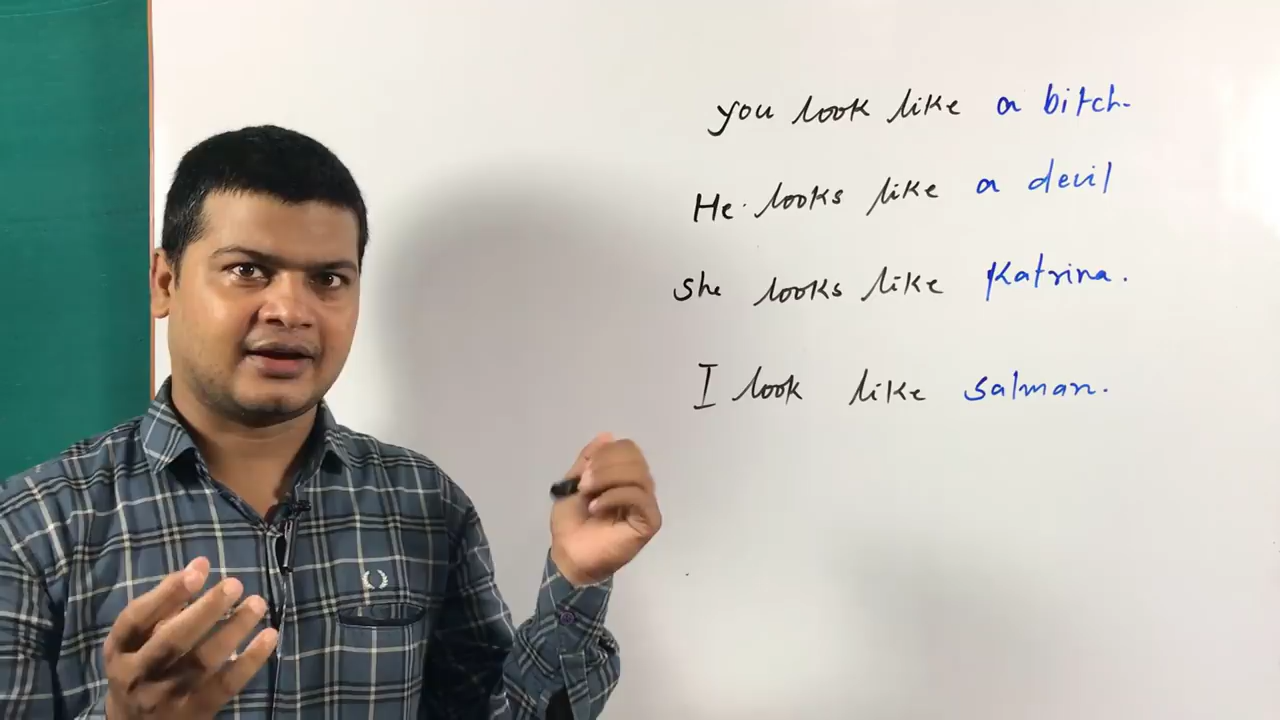 you look like a bitch.
He. looks like a devil
She looks like Katrina.
I look like salman.